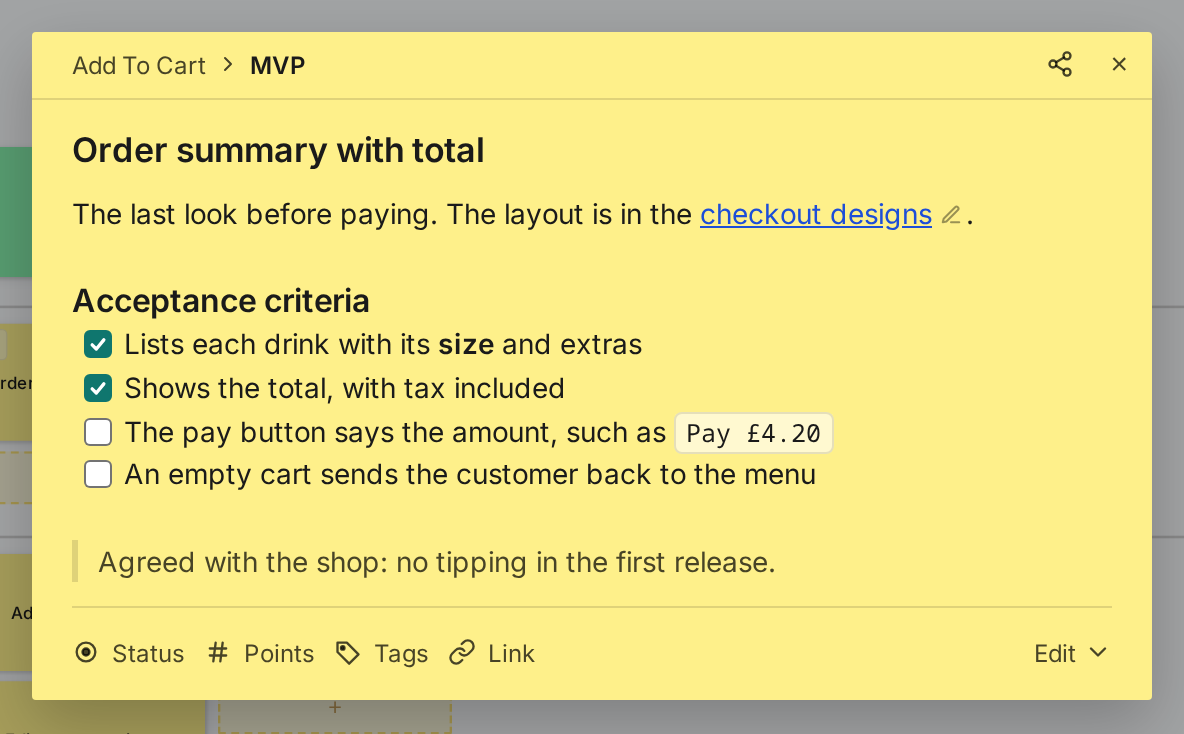 Add To Cart > MVP
×
Order summary with total
The last look before paying. The layout is in the checkout designs.
Acceptance criteria
Lists each drink with its size and extras
Shows the total, with tax included
The pay button says the amount, such as Pay £4.20
An empty cart sends the customer back to the menu
Agreed with the shop: no tipping in the first release.
Status # Points Tags Link Edit
+